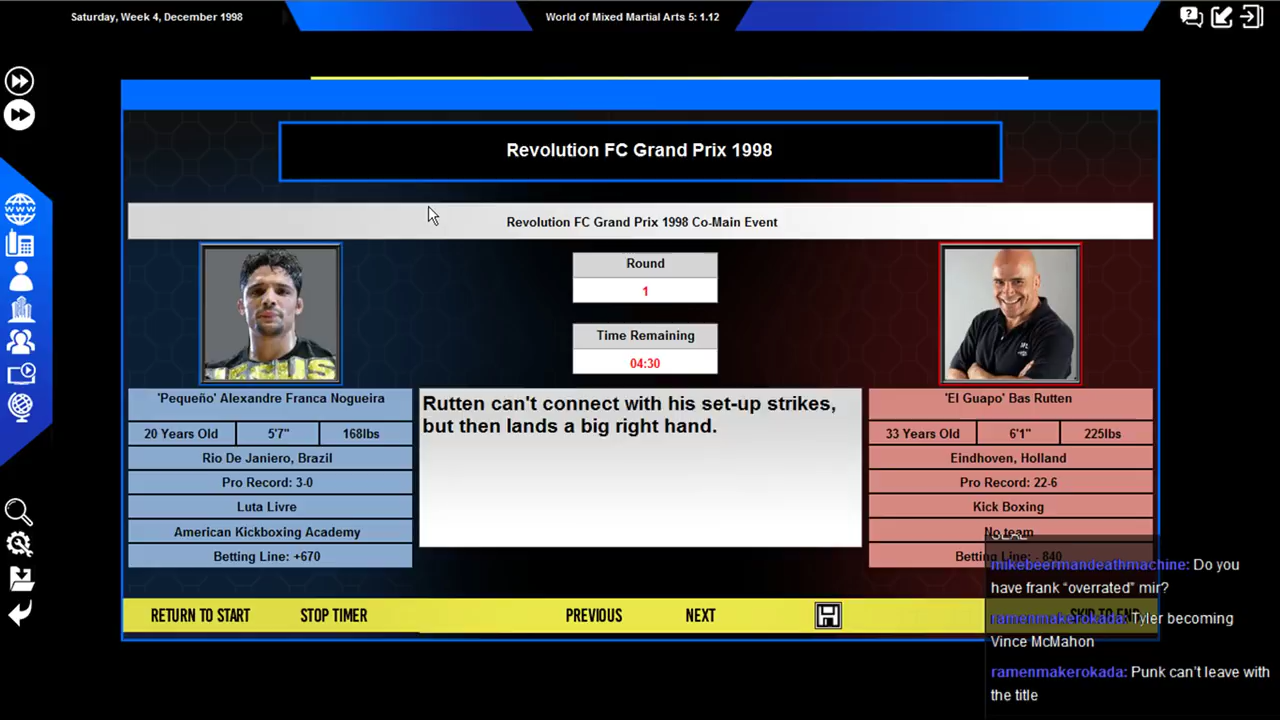 Saturday, Week 4, December 1998
World of Mixed Martial Arts 5: 1.12
Revolution FC Grand Prix 1998
Revolution FC Grand Prix 1998 Co-Main Event
Round
1
Time Remaining
04:30
'Pequeño' Alexandre Franca Nogueira
20 Years Old
5'7"
168lbs
Rio De Janiero, Brazil
Pro Record: 3-0
Luta Livre
American Kickboxing Academy
Betting Line: +670
Rutten can't connect with his set-up strikes,
but then lands a big right hand.
'El Guapo' Bas Rutten
33 Years Old
6'1"
225lbs
Eindhoven, Holland
Pro Record: 22-6
Kick Boxing
No team
Betting Line: - 840
RETURN TO START
STOP TIMER
PREVIOUS
NEXT
SKIP TO END
mikebeermandeathmachine: Do you
have frank “overrated” mir?
ramenmakerokada: Tyler becoming
Vince McMahon
ramenmakerokada: Punk can’t leave with
the title